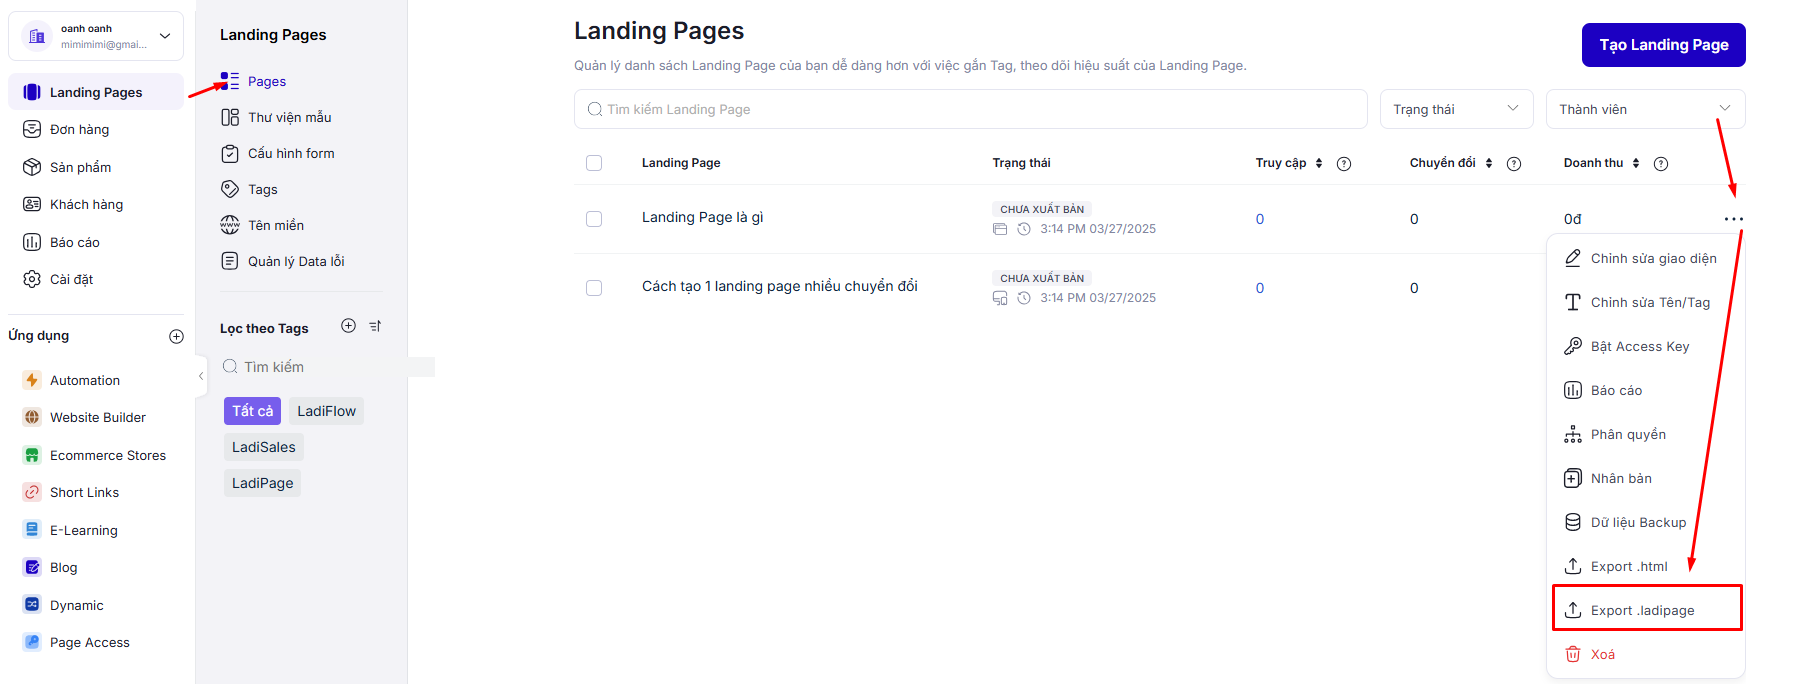 oanh oanh
mimimimi@gmai...
Landing Pages
Đơn hàng
Sản phẩm
Khách hàng
Báo cáo
Cài đặt
Ứng dụng
Automation
Website Builder
Ecommerce Stores
Short Links
E-Learning
Blog
Dynamic
Page Access
Landing Pages
Pages
Thư viện mẫu
Cấu hình form
Tags
Tên miền
Quản lý Data lỗi
Lọc theo Tags
Tìm kiếm
Tất cả LadiFlow
LadiSales
LadiPage
Landing Pages
Quản lý danh sách Landing Page của bạn dễ dàng hơn với việc gắn Tag, theo dõi hiệu suất của Landing Page.
Tạo Landing Page
Tìm kiếm Landing Page
Trạng thái
Thành viên
Landing Page Trạng thái Truy cập Chuyển đổi Doanh thu
Landing Page là gì CHƯA XUẤT BẢN 0 0 0đ
3:14 PM 03/27/2025
Cách tạo 1 landing page nhiều chuyển đổi CHƯA XUẤT BẢN 0 0
3:14 PM 03/27/2025
Chỉnh sửa giao diện
Chỉnh sửa Tên/Tag
Bật Access Key
Báo cáo
Phân quyền
Nhân bản
Dữ liệu Backup
Export .html
Export .ladipage
Xoá